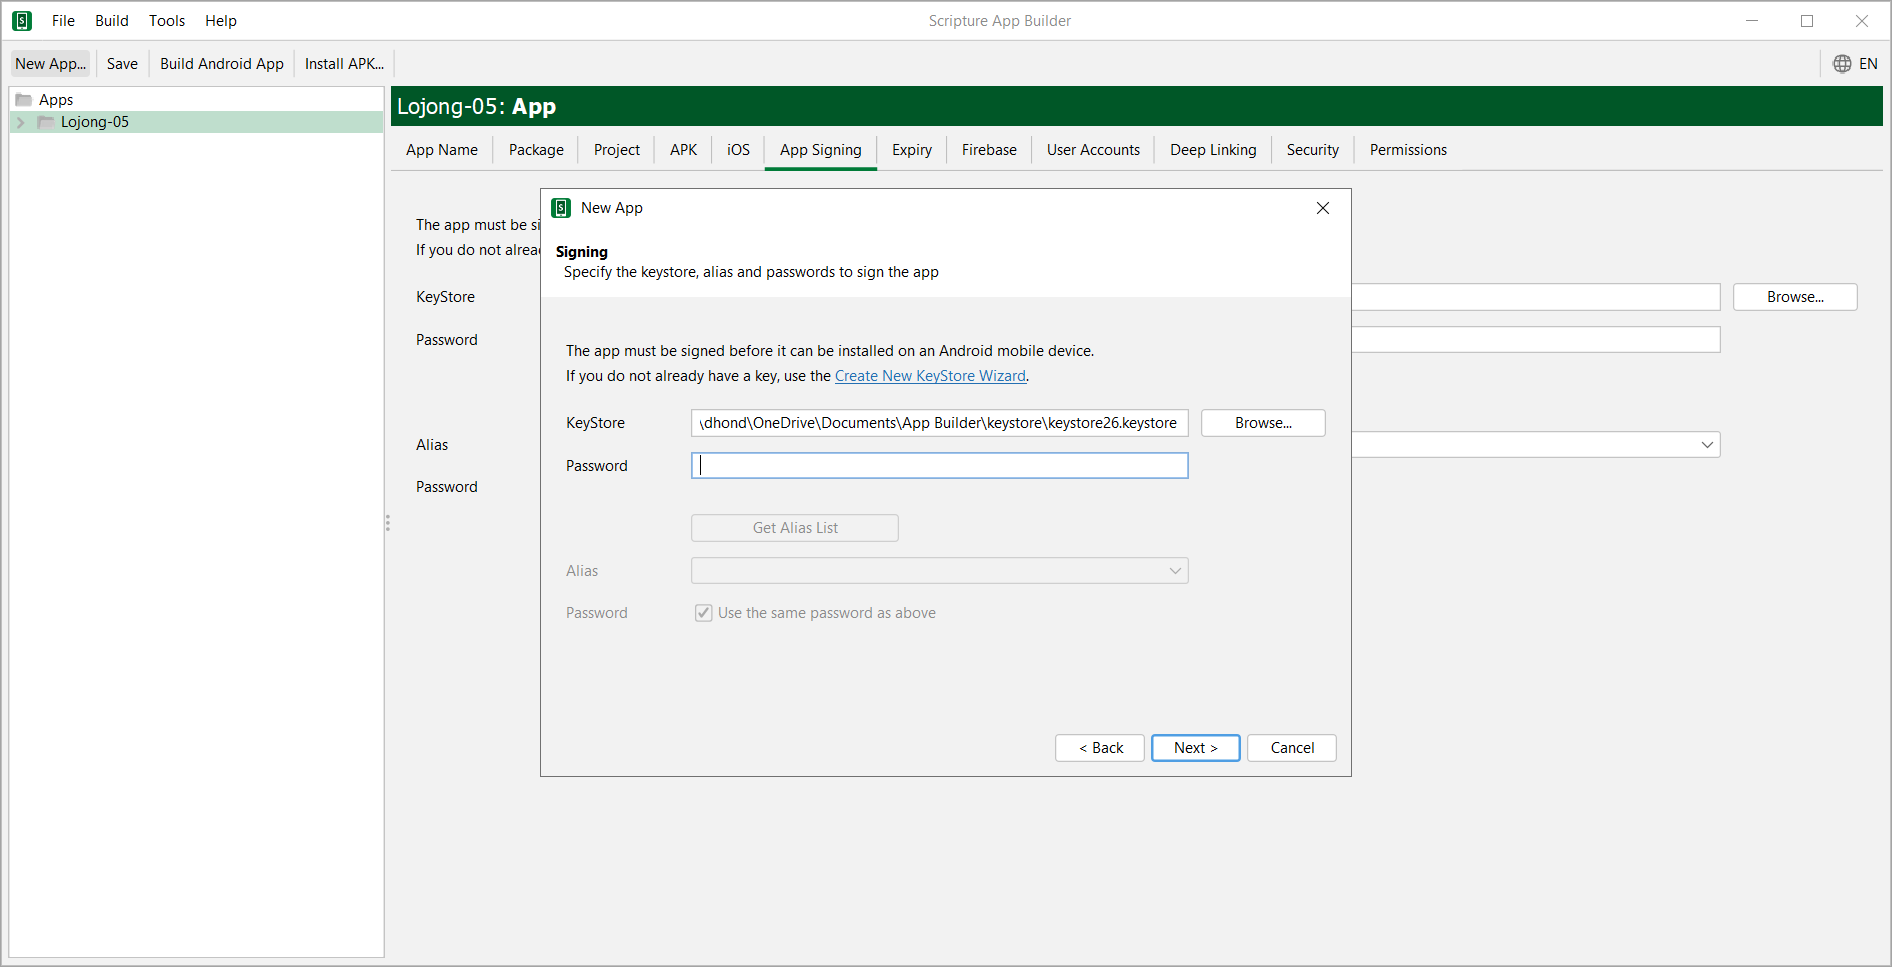 File Build Tools Help
Scripture App Builder
New App... Save Build Android App Install APK... EN
Apps
Lojong-05
Lojong-05: App
App Name Package Project APK iOS App Signing Expiry Firebase User Accounts Deep Linking Security Permissions
The app must be si
If you do not alrea
KeyStore
Browse...
Password
Alias
Password
New App
Signing
Specify the keystore, alias and passwords to sign the app
The app must be signed before it can be installed on an Android mobile device.
If you do not already have a key, use the Create New KeyStore Wizard.
KeyStore \dhond\OneDrive\Documents\App Builder\keystore\keystore26.keystore Browse...
Password
Get Alias List
Alias
Password Use the same password as above
< Back Next > Cancel